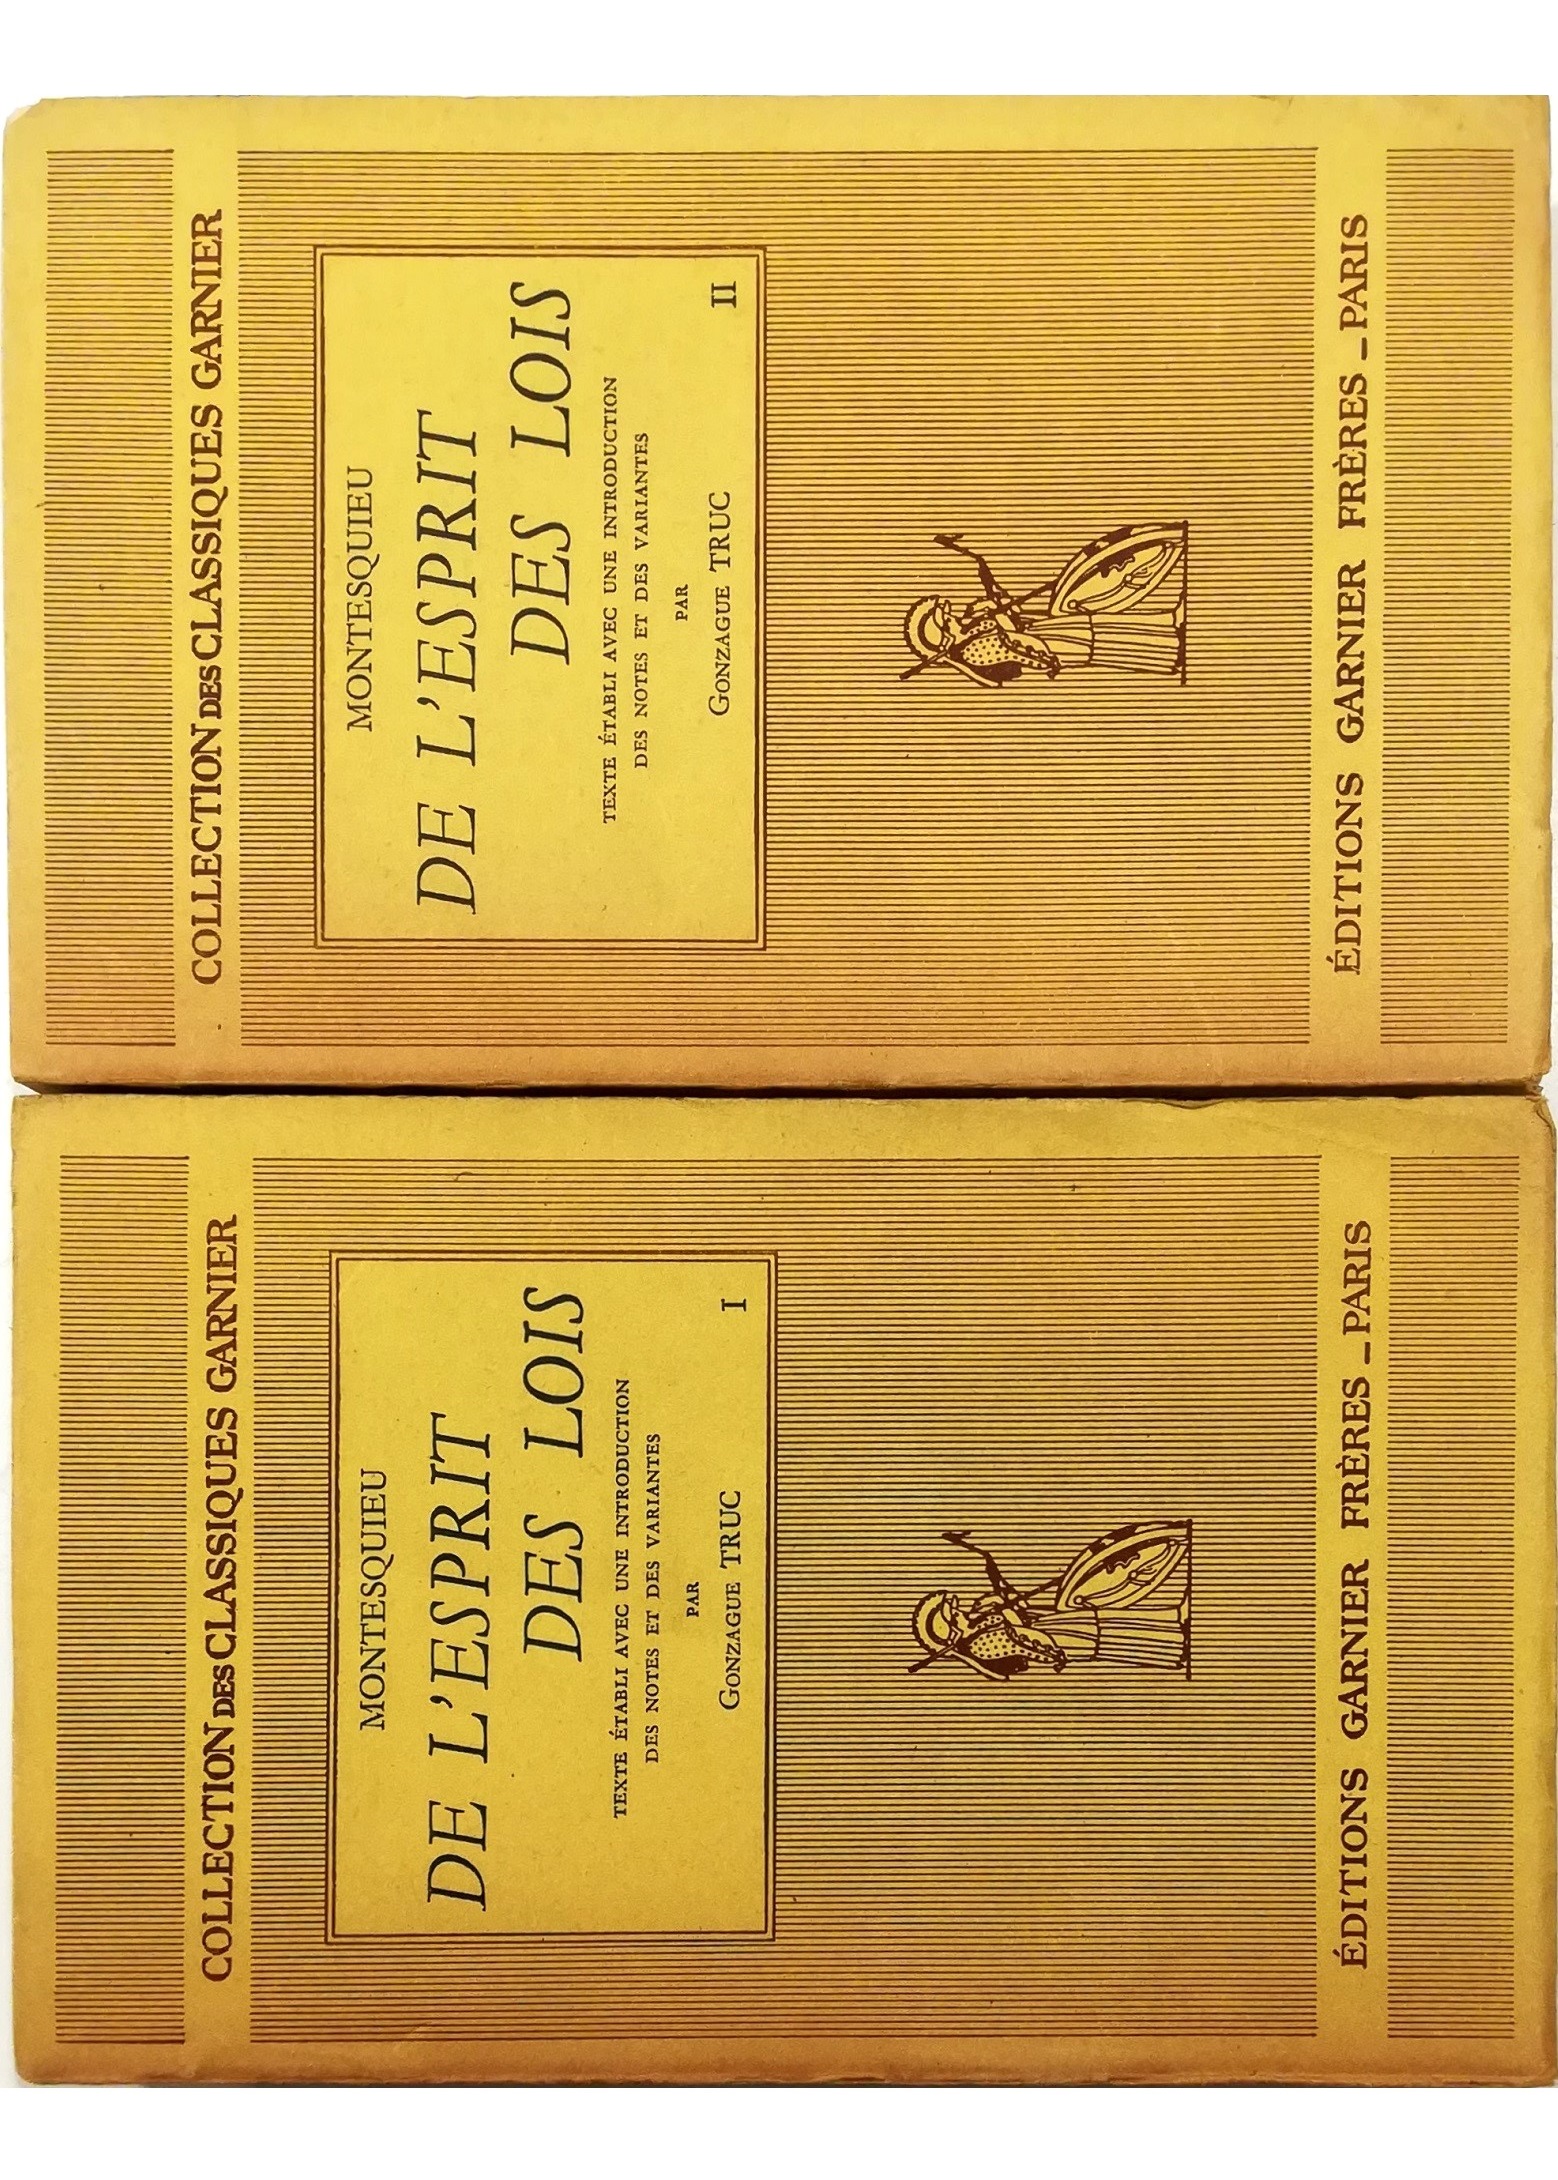 COLLECTION DES CLASSIQUES GARNIER
MONTESQUIEU
DE L'ESPRIT
DES LOIS
TEXTE ÉTABLI AVEC UNE INTRODUCTION
DES NOTES ET DES VARIANTES
PAR
GONZAGUE TRUC
I
ÉDITIONS GARNIER FRÈRES _ PARIS
COLLECTION DES CLASSIQUES GARNIER
MONTESQUIEU
DE L'ESPRIT
DES LOIS
TEXTE ÉTABLI AVEC UNE INTRODUCTION
DES NOTES ET DES VARIANTES
PAR
GONZAGUE TRUC
II
ÉDITIONS GARNIER FRÈRES _ PARIS